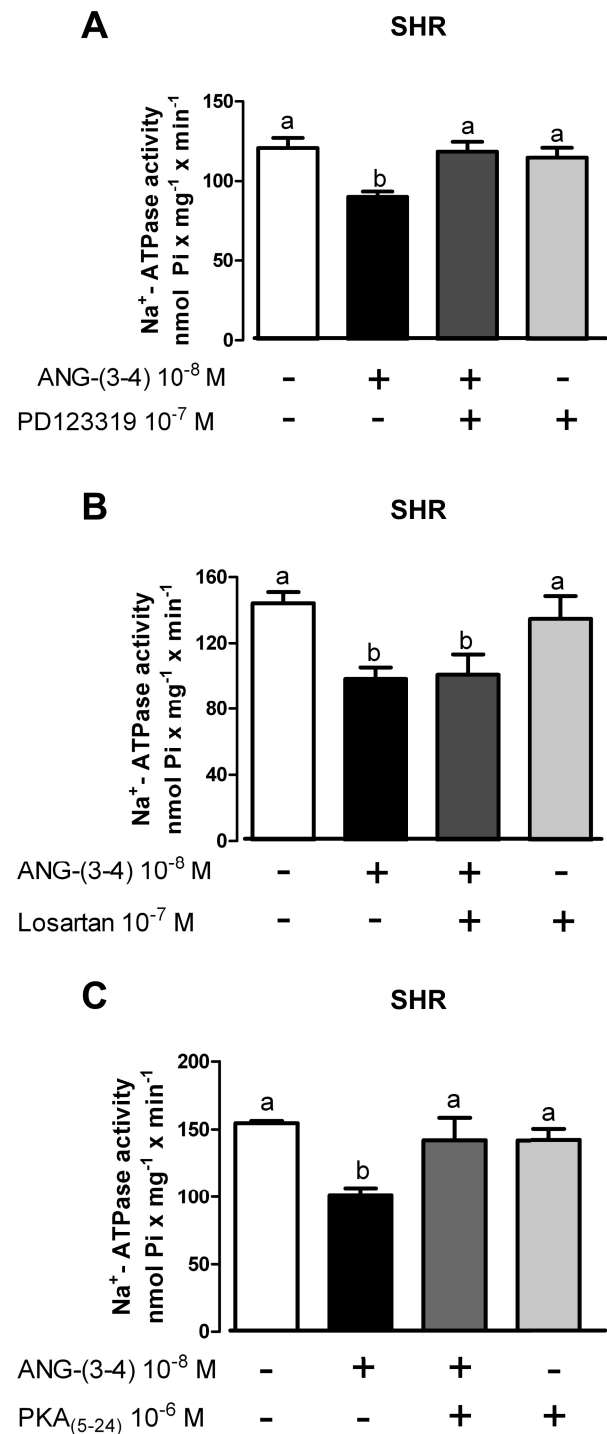 A
SHR
Na⁺- ATPase activity
nmol Pi x mg⁻¹ x min⁻¹
150
100
50
0
a
b
a
a
ANG-(3-4) 10⁻⁸ M - + + -
PD123319 10⁻⁷ M - - + +
B
SHR
Na⁺- ATPase activity
nmol Pi x mg⁻¹ x min⁻¹
160
120
80
40
0
a
b
b
a
ANG-(3-4) 10⁻⁸ M - + + -
Losartan 10⁻⁷ M - - + +
C
SHR
Na⁺- ATPase activity
nmol Pi x mg⁻¹ x min⁻¹
200
150
100
50
0
a
b
a
a
ANG-(3-4) 10⁻⁸ M - + + -
PKA₍₅₋₂₄₎ 10⁻⁶ M - - + +